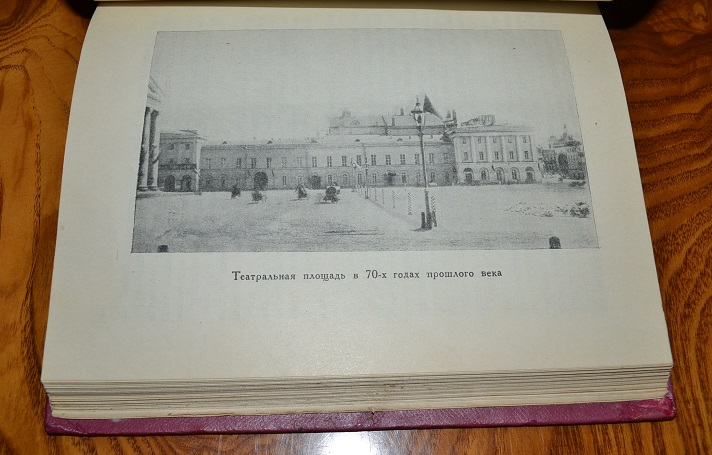 Театральная площадь в 70-х годах прошлого века